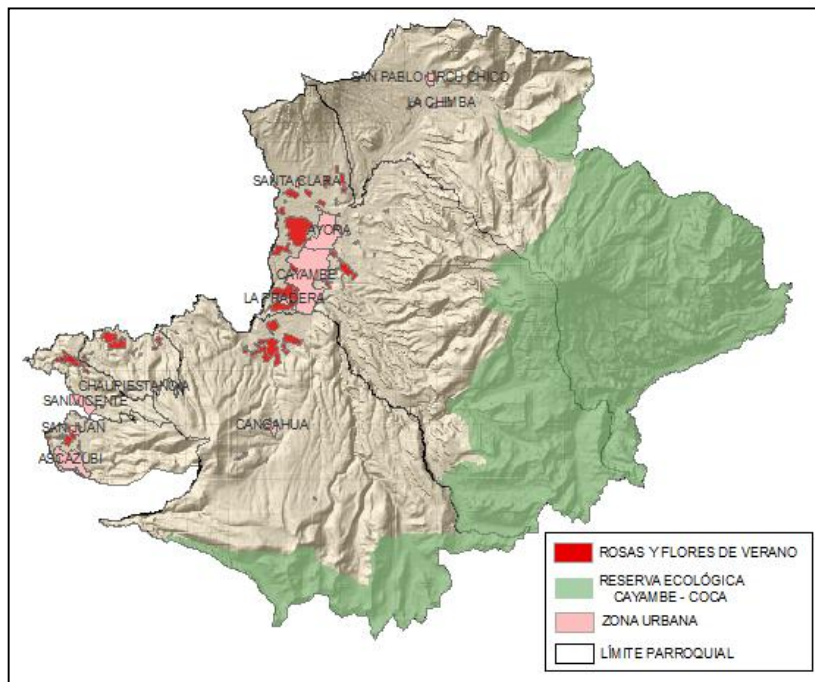 SAN PABLO URCU CHICO
LA CHIMBA
SANTA CLARA
AYORA
CAYAMBE
LA PRADERA
CHAUPIESTANCIA
SAN VICENTE
SAN JUAN
CANGAHUA
ASCAZUBI
ROSAS Y FLORES DE VERANO
RESERVA ECOLÓGICA
CAYAMBE - COCA
ZONA URBANA
LÍMITE PARROQUIAL